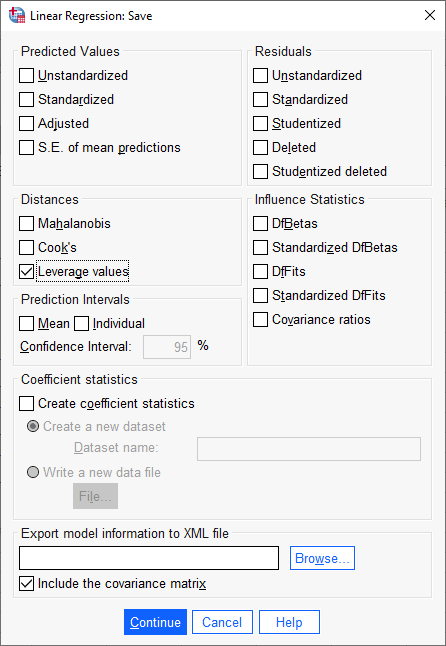 Linear Regression: Save
Predicted Values
Unstandardized
Standardized
Adjusted
S.E. of mean predictions
Residuals
Unstandardized
Standardized
Studentized
Deleted
Studentized deleted
Distances
Mahalanobis
Cook's
Leverage values
Influence Statistics
DfBetas
Standardized DfBetas
DfFits
Standardized DfFits
Covariance ratios
Prediction Intervals
Mean Individual
Confidence Interval: 95 %
Coefficient statistics
Create coefficient statistics
Create a new dataset
Dataset name:
Write a new data file
File...
Export model information to XML file
Browse...
Include the covariance matrix
Continue Cancel Help